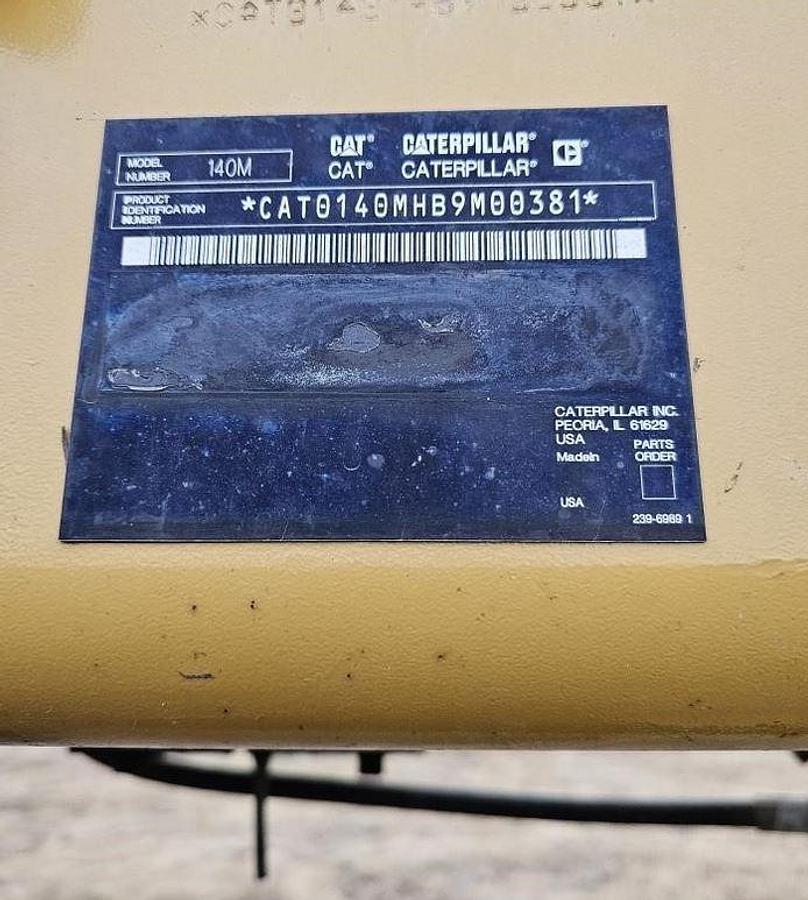 CAT® CATERPILLAR®
MODEL NUMBER 140M
CAT® CATERPILLAR®
PRODUCT IDENTIFICATION NUMBER *CAT0140MHB9M00381*
CATERPILLAR INC.
PEORIA, IL 61629
USA
MadeIn
PARTS ORDER
USA
239-6989 1